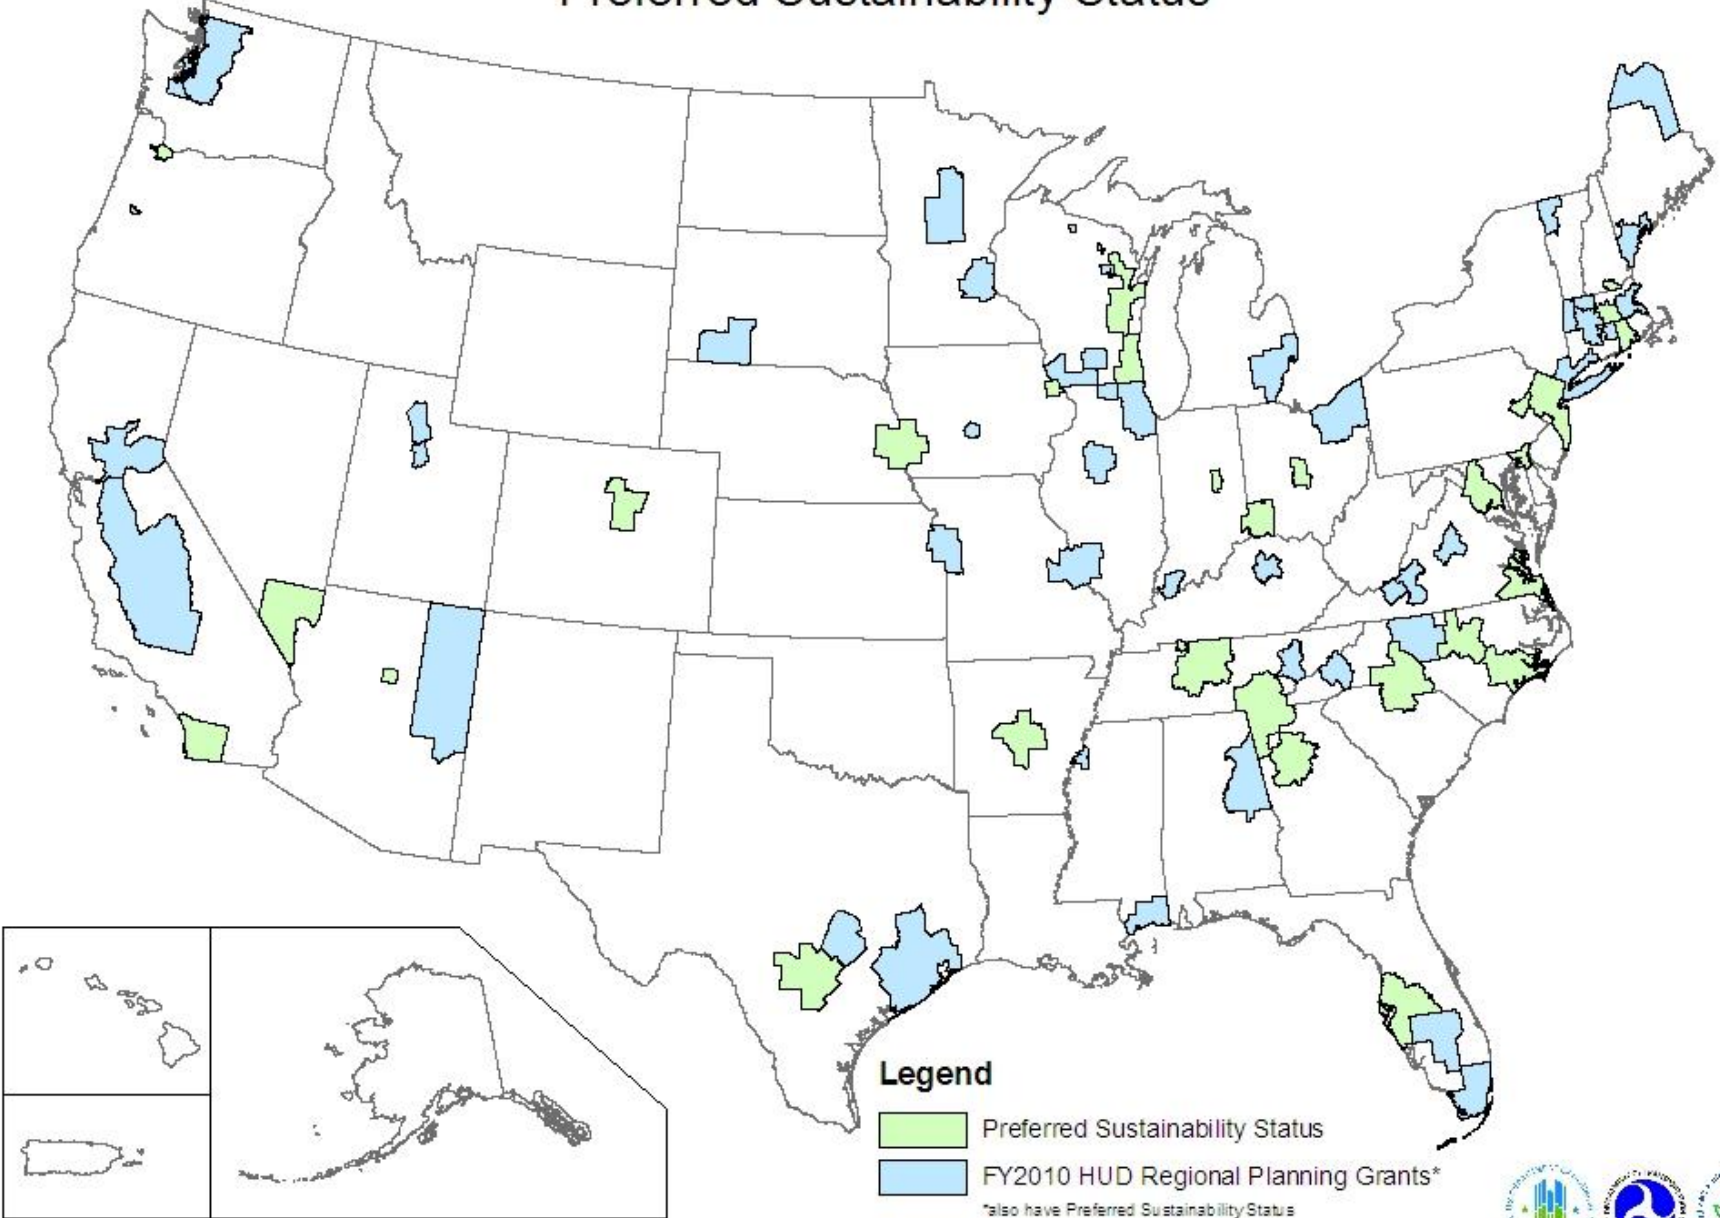 Preferred Sustainability Status
Legend
Preferred Sustainability Status
FY2010 HUD Regional Planning Grants*
*also have Preferred Sustainability Status